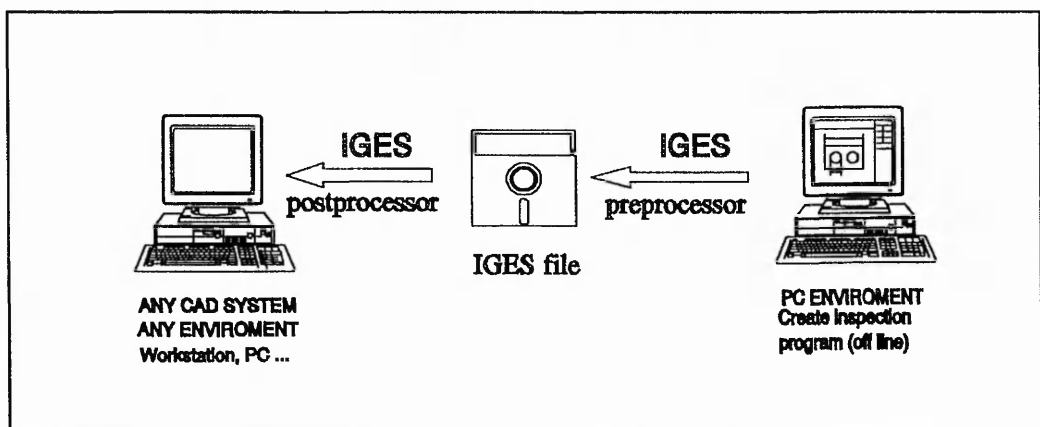 IGES
postprocessor
IGES
preprocessor
IGES file
ANY CAD SYSTEM
ANY ENVIROMENT
Workstation, PC ...
PC ENVIROMENT
Create inspection
program (off line)